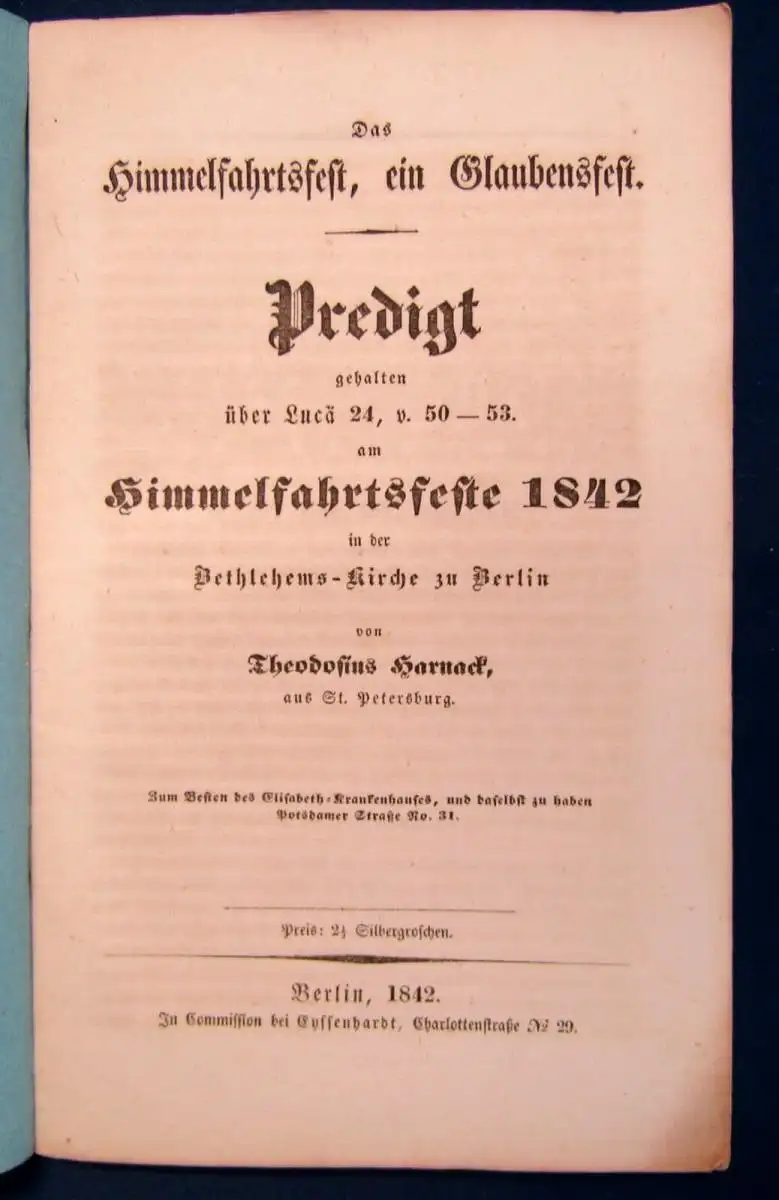 Das
Himmelfahrtsfest, ein Glaubensfest.
Predigt
gehalten
über Lucä 24, v. 50 — 53.
am
Himmelfahrtsfeste 1842
in der
Bethlehems-Kirche zu Berlin
von
Theodosius Harnack,
aus St. Petersburg.
Zum Besten des Elisabeth-Krankenhauses, und daselbst zu haben
Potsdamer Straße No. 31.
Preis: 2½ Silbergroschen.
Berlin, 1842.
In Commission bei Eyssenhardt, Charlottenstraße № 29.